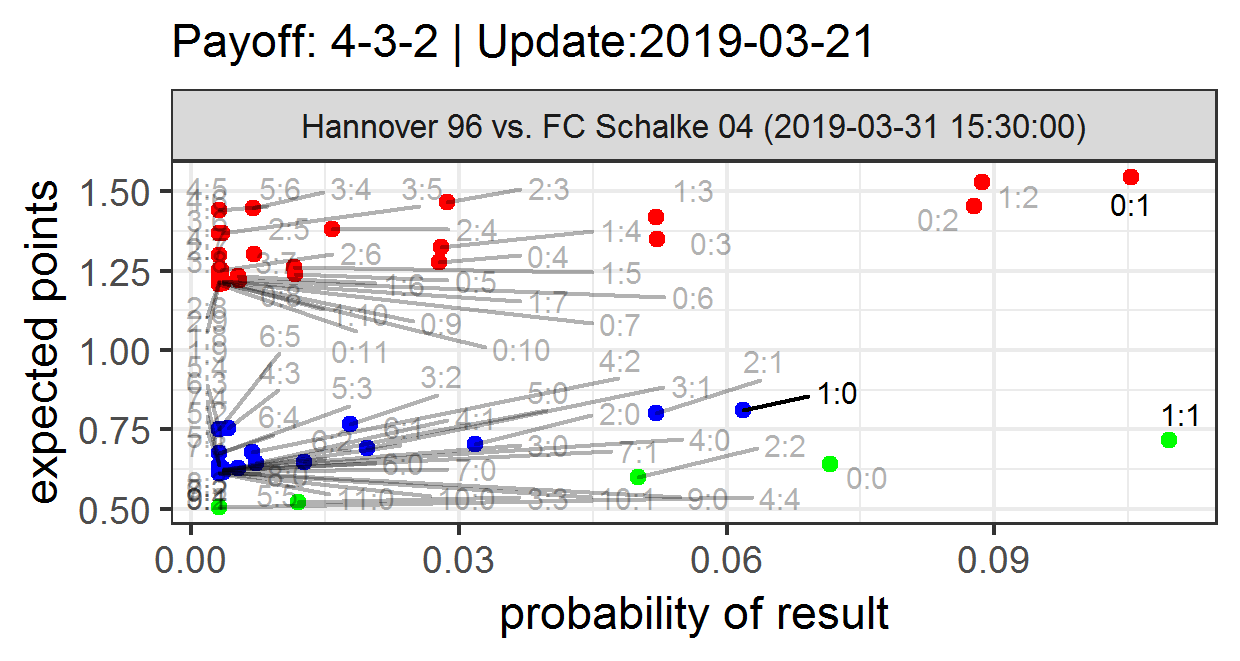 Payoff: 4-3-2 | Update:2019-03-21
Hannover 96 vs. FC Schalke 04 (2019-03-31 15:30:00)
expected points
1.50
1.25
1.00
0.75
0.50
4:5 5:6 3:4 3:5 2:3 1:3 1:2
0:1
0:2
2:5 2:4 1:4 0:3
2:6 0:4
3:7 1:6 0:5 1:5
0:8 1:7 0:6
1:10 0:9 0:7
6:5 0:11 0:10
4:3 3:2 4:2 2:1
5:3 5:0 3:1 1:0
6:4 6:1 4:1 2:0 1:1
6:2 3:0 7:1 4:0 2:2
8:0 6:0 7:0 0:0
5:5 11:0 10:0 3:3 10:1 9:0 4:4
0.00 0.03 0.06 0.09
probability of result